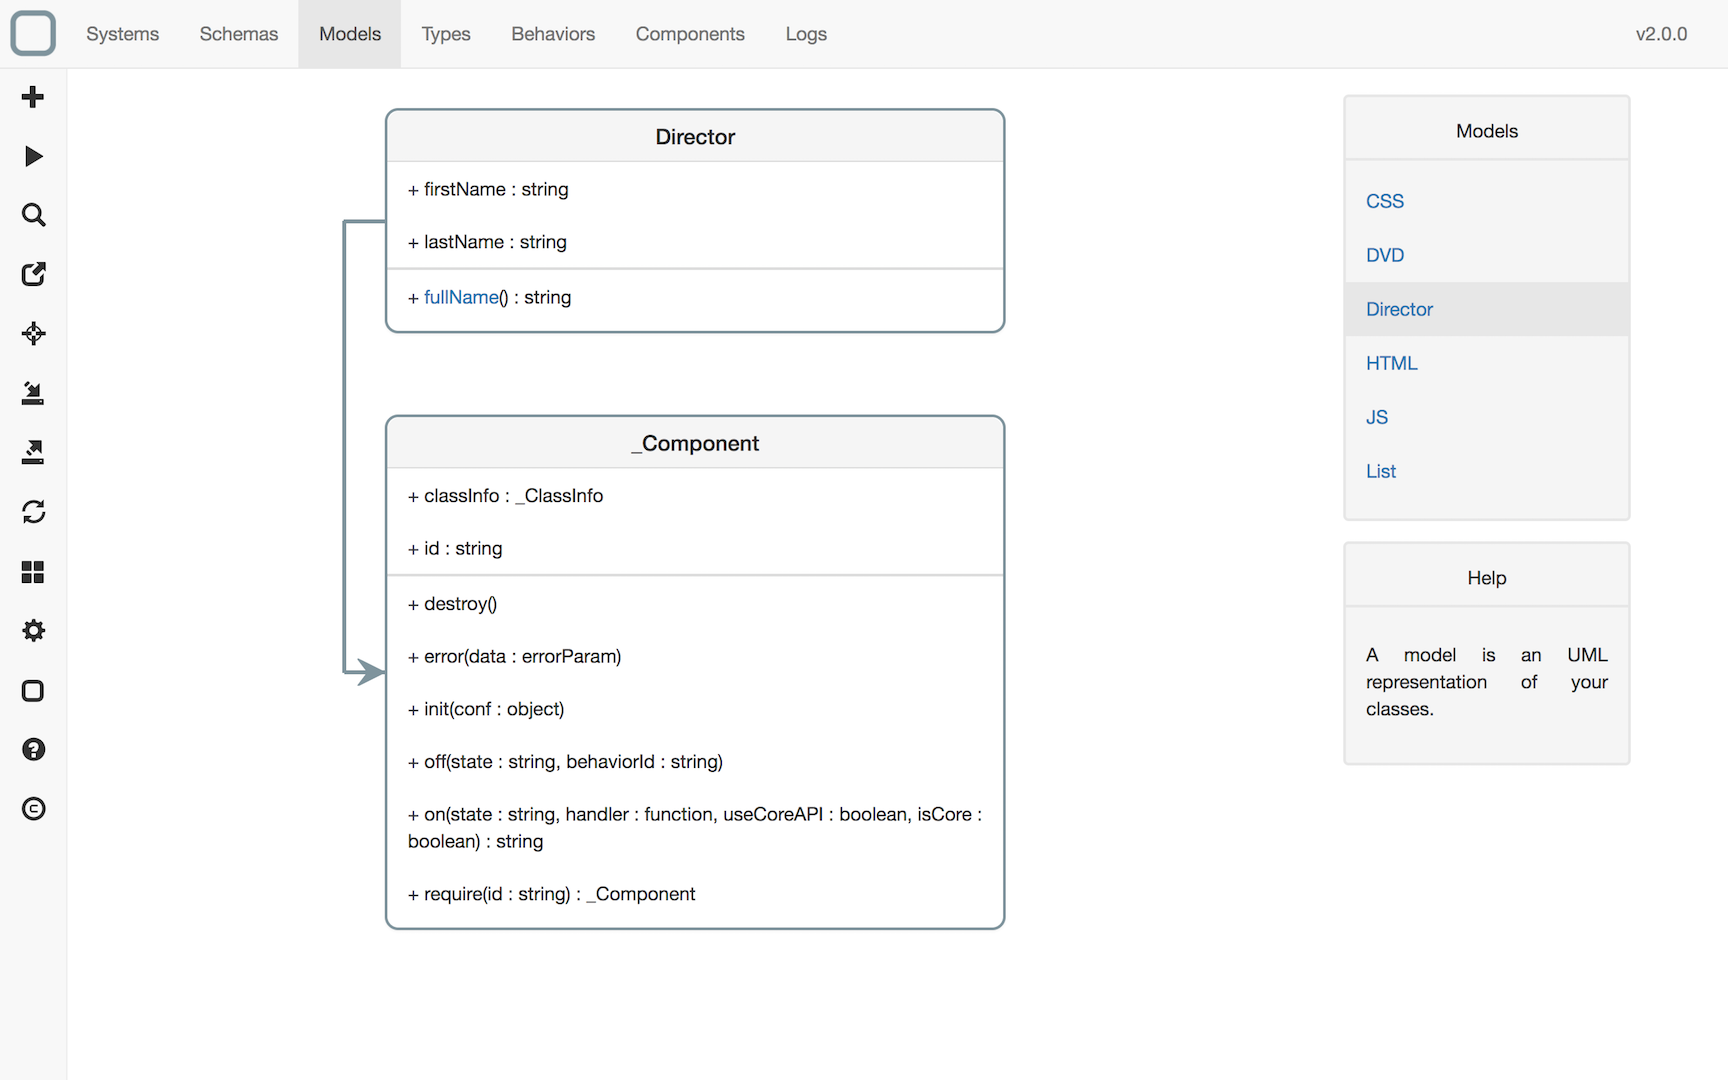 Systems
Schemas
Models
Types
Behaviors
Components
Logs
v2.0.0
Director
+ firstName : string
+ lastName : string
+ fullName() : string
_Component
+ classInfo : _ClassInfo
+ id : string
+ destroy()
+ error(data : errorParam)
+ init(conf : object)
+ off(state : string, behaviorId : string)
+ on(state : string, handler : function, useCoreAPI : boolean, isCore :
boolean) : string
+ require(id : string) : _Component
Models
CSS
DVD
Director
HTML
JS
List
Help
A model is an UML
representation of your
classes.